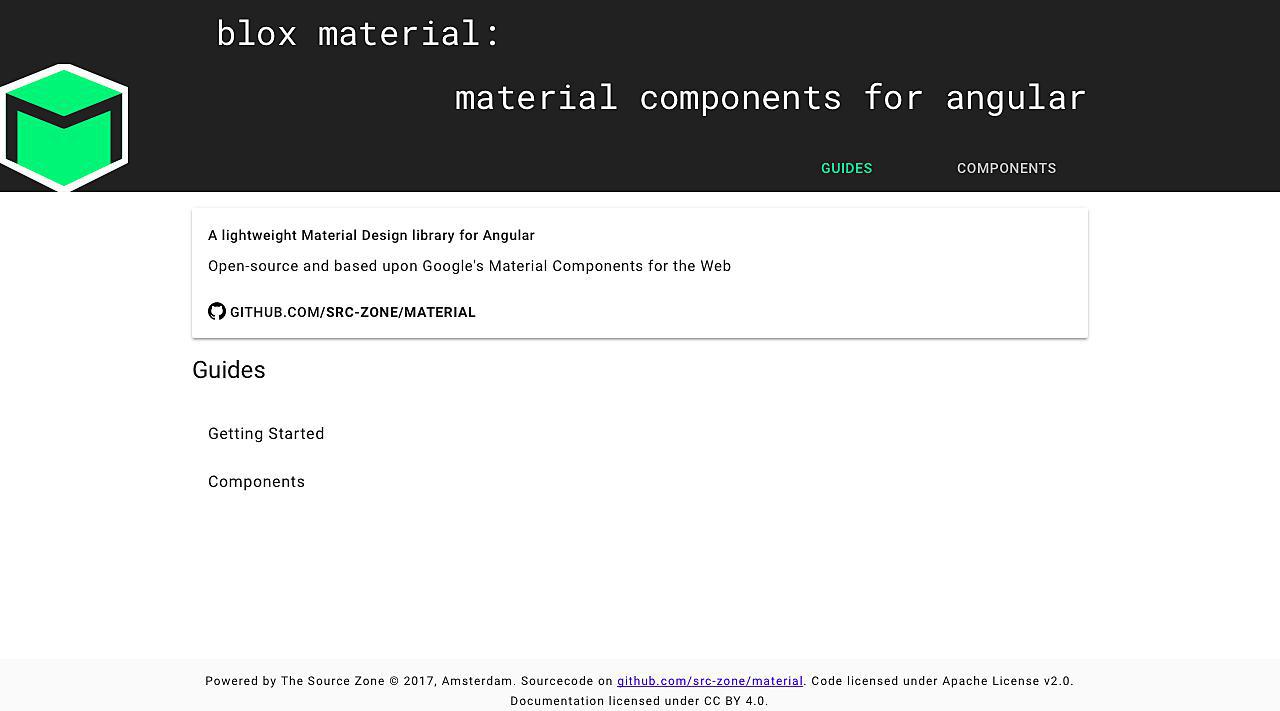 blox material:
material components for angular
GUIDES COMPONENTS
A lightweight Material Design library for Angular
Open-source and based upon Google's Material Components for the Web
GITHUB.COM/SRC-ZONE/MATERIAL
Guides
Getting Started
Components
Powered by The Source Zone © 2017, Amsterdam. Sourcecode on github.com/src-zone/material. Code licensed under Apache License v2.0.
Documentation licensed under CC BY 4.0.